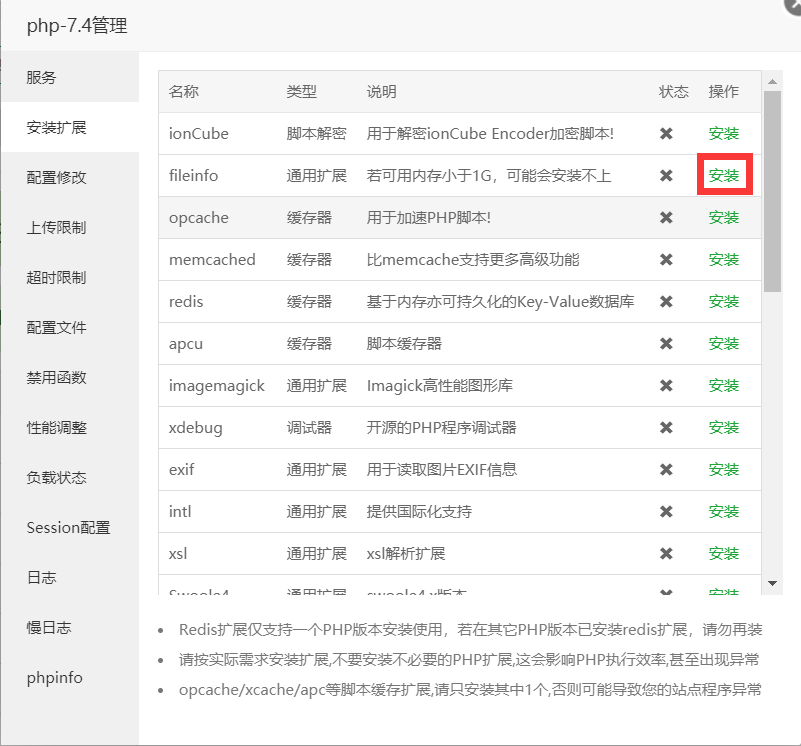 php-7.4管理
服务
安装扩展
配置修改
上传限制
超时限制
配置文件
禁用函数
性能调整
负载状态
Session配置
日志
慢日志
phpinfo
名称 类型 说明 状态 操作
ionCube 脚本解密 用于解密ionCube Encoder加密脚本! ✖ 安装
fileinfo 通用扩展 若可用内存小于1G，可能会安装不上 ✖ 安装
opcache 缓存器 用于加速PHP脚本! ✖ 安装
memcached 缓存器 比memcache支持更多高级功能 ✖ 安装
redis 缓存器 基于内存亦可持久化的Key-Value数据库 ✖ 安装
apcu 缓存器 脚本缓存器 ✖ 安装
imagemagick 通用扩展 Imagick高性能图形库 ✖ 安装
xdebug 调试器 开源的PHP程序调试器 ✖ 安装
exif 通用扩展 用于读取图片EXIF信息 ✖ 安装
intl 通用扩展 提供国际化支持 ✖ 安装
xsl 通用扩展 xsl解析扩展 ✖ 安装
Swoole4 通用扩展 swoole4.x版本 ✖ 安装
• Redis扩展仅支持一个PHP版本安装使用，若在其它PHP版本已安装redis扩展，请勿再装
• 请按实际需求安装扩展,不要安装不必要的PHP扩展,这会影响PHP执行效率,甚至出现异常
• opcache/xcache/apc等脚本缓存扩展,请只安装其中1个,否则可能导致您的站点程序异常